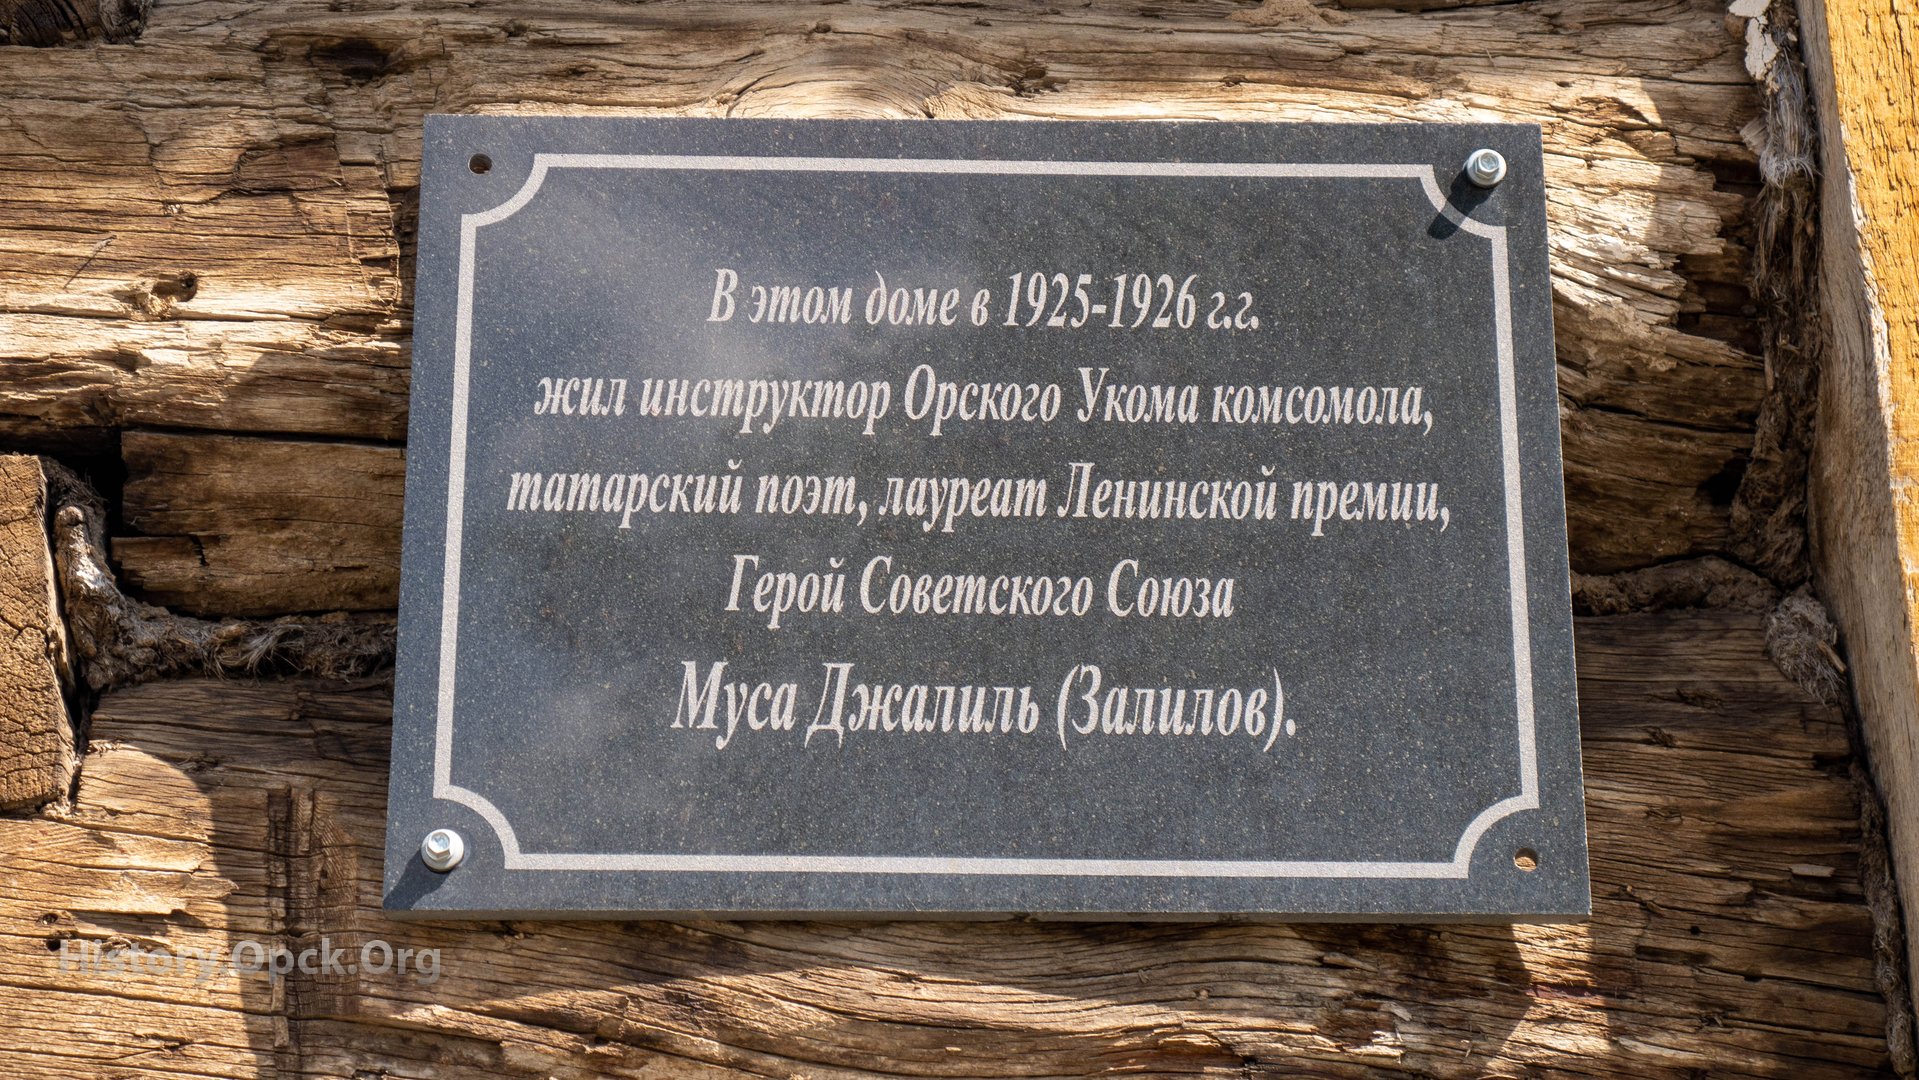 В этом доме в 1925-1926 г.г.
жил инструктор Орского Укома комсомола,
татарский поэт, лауреат Ленинской премии,
Герой Советского Союза
Муса Джалиль (Залилов).
History.Opck.Org